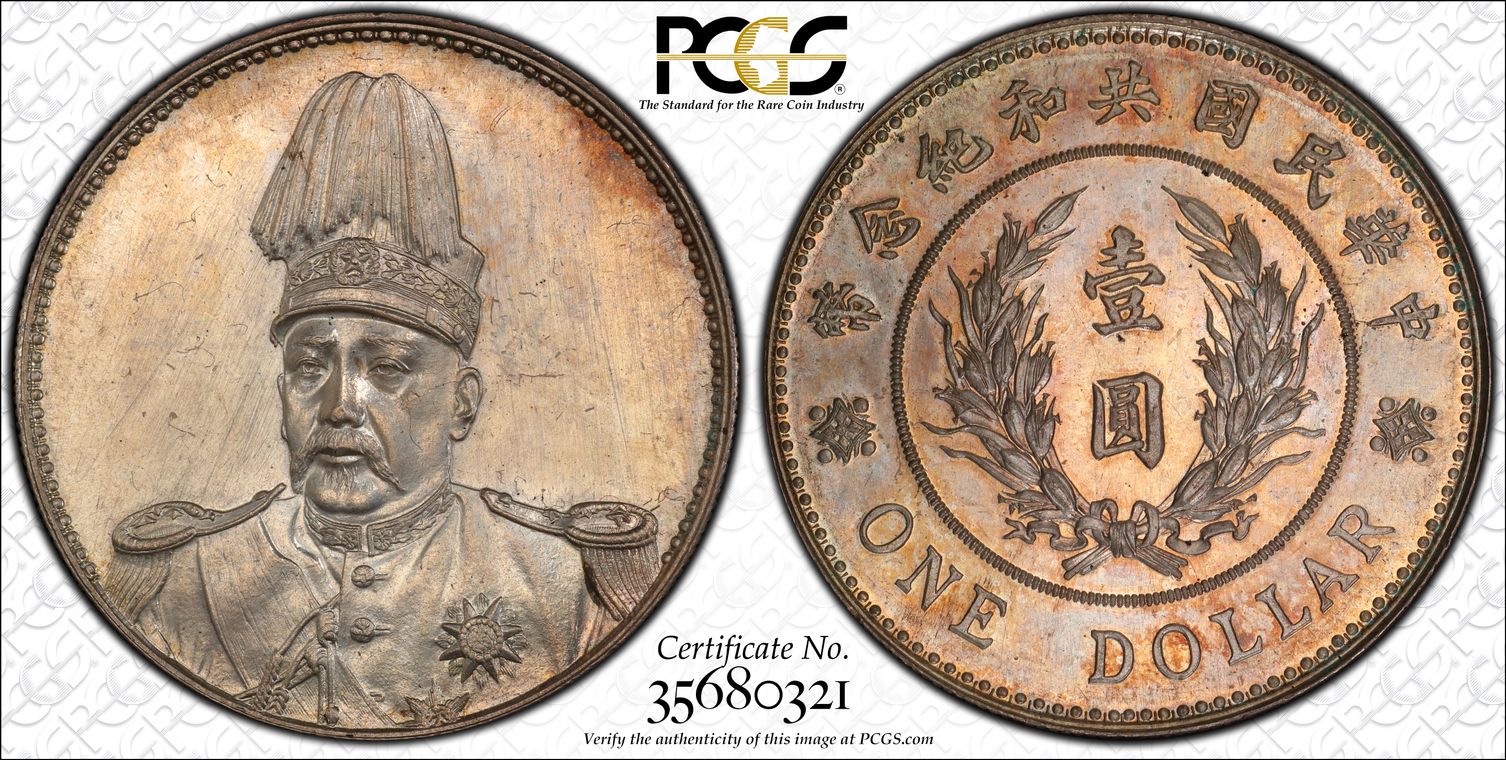 PCGS®
The Standard for the Rare Coin Industry
中華民國共和紀念幣
壹圓
ONE DOLLAR
Certificate No.
35680321
Verify the authenticity of this image at PCGS.com